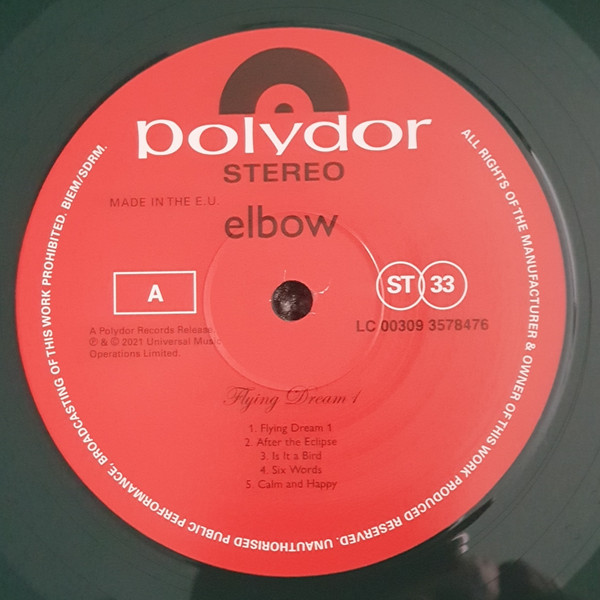 polydor
STEREO
MADE IN THE E.U.
elbow
A
ST 33
LC 00309 3578476
A Polydor Records Release.
℗ & © 2021 Universal Music
Operations Limited.
Flying Dream 1
1. Flying Dream 1
2. After the Eclipse
3. Is It a Bird
4. Six Words
5. Calm and Happy
ALL RIGHTS OF THE MANUFACTURER & OWNER OF THIS WORK PRODUCED RESERVED. UNAUTHORISED PUBLIC PERFORMANCE, BROADCASTING OF THIS WORK PROHIBITED. BIEM/SDRM.